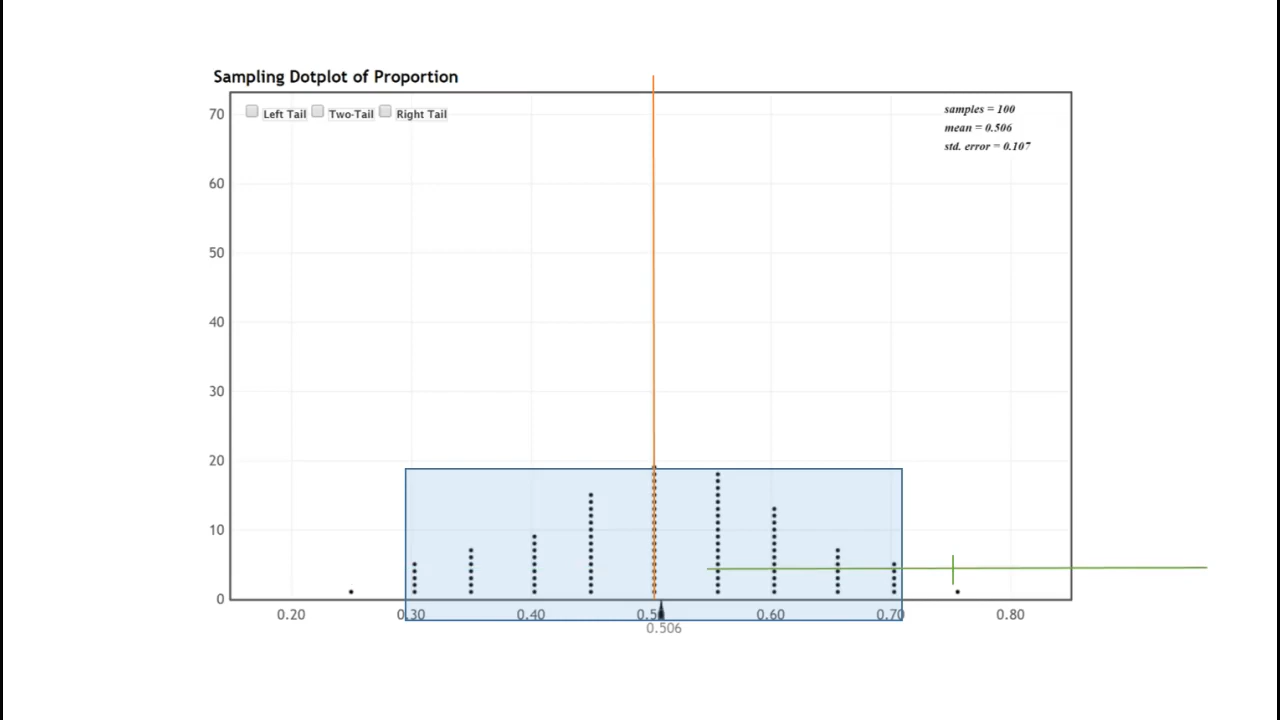 Sampling Dotplot of Proportion
Left Tail Two-Tail Right Tail
samples = 100
mean = 0.506
std. error = 0.107
70
60
50
40
30
20
10
0
0.20 0.30 0.40 0.50 0.60 0.70 0.80
0.506